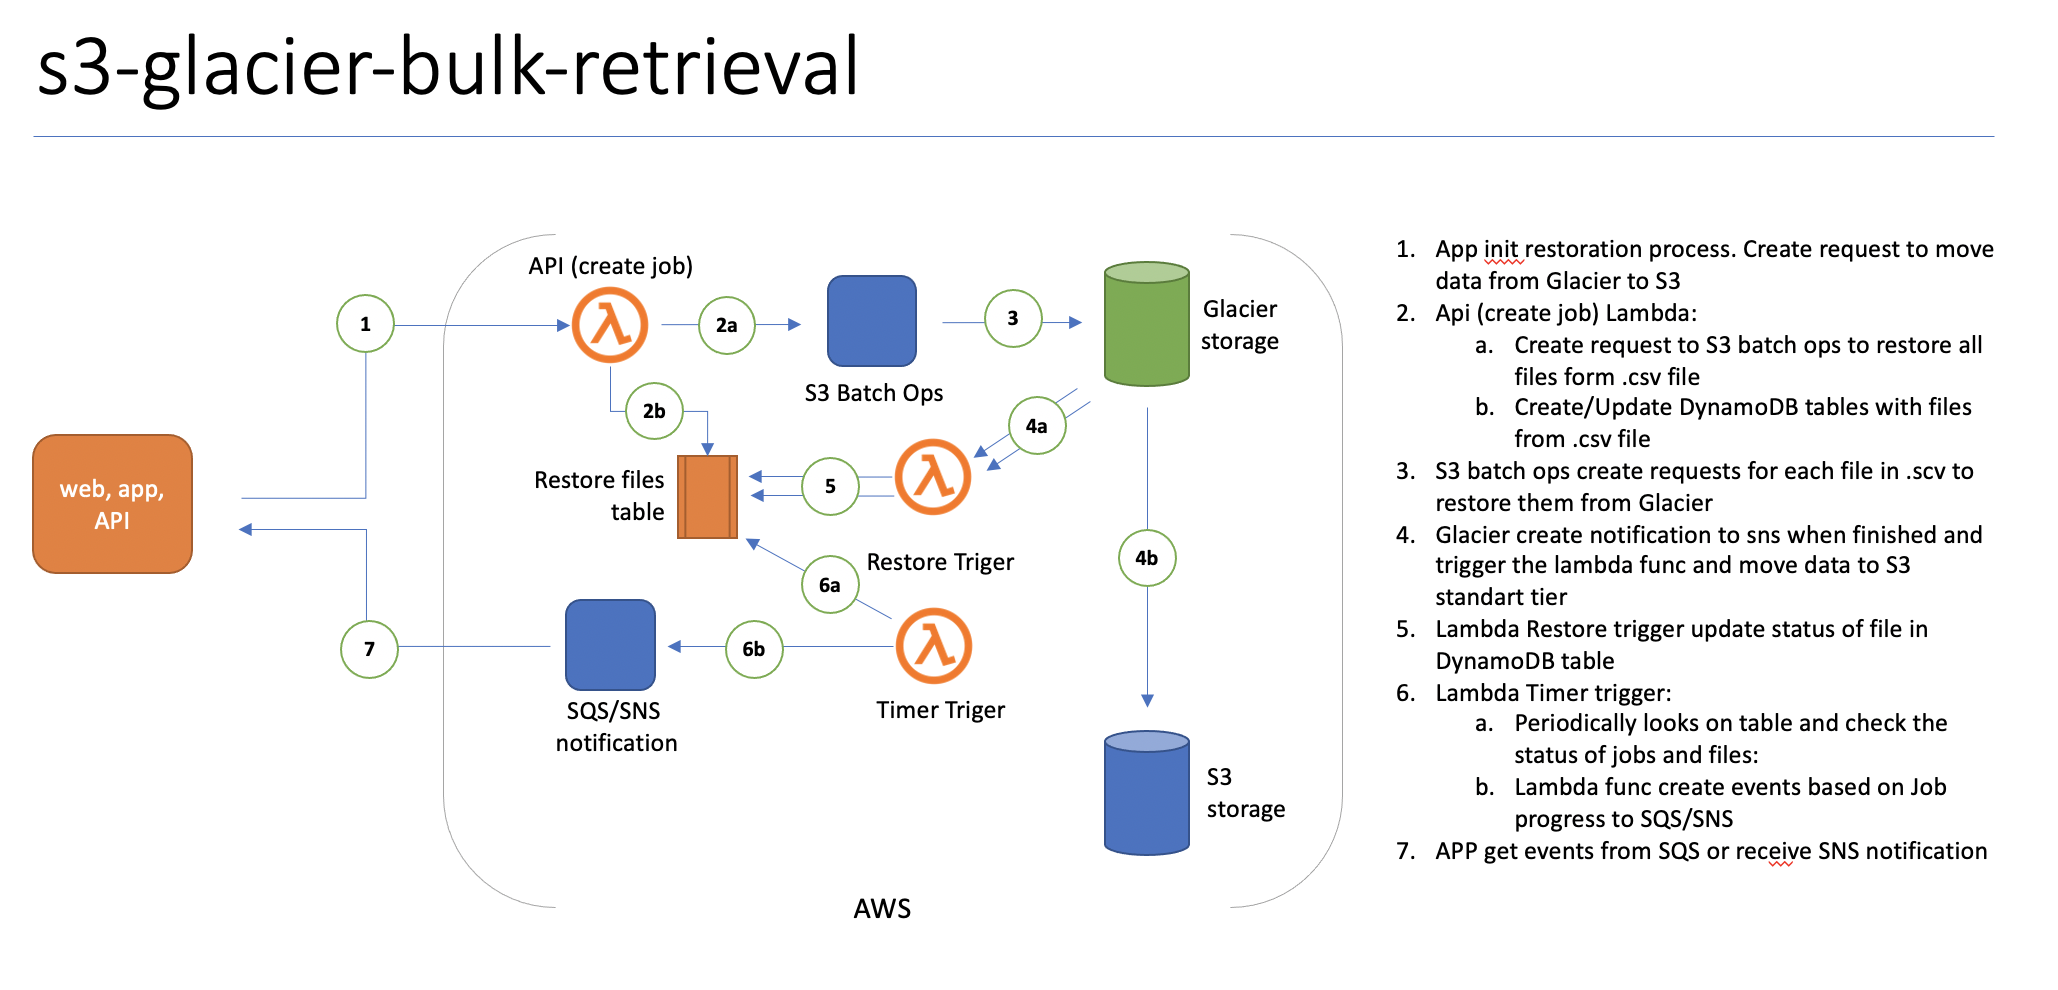 s3-glacier-bulk-retrieval
API (create job)
1
2a
3
Glacier
storage
S3 Batch Ops
2b
4a
web, app,
API
Restore files
table
5
Restore Triger
4b
6a
7
6b
SQS/SNS
notification
Timer Triger
S3
storage
AWS
1. App init restoration process. Create request to move
data from Glacier to S3
2. Api (create job) Lambda:
a. Create request to S3 batch ops to restore all
files form .csv file
b. Create/Update DynamoDB tables with files
from .csv file
3. S3 batch ops create requests for each file in .scv to
restore them from Glacier
4. Glacier create notification to sns when finished and
trigger the lambda func and move data to S3
standart tier
5. Lambda Restore trigger update status of file in
DynamoDB table
6. Lambda Timer trigger:
a. Periodically looks on table and check the
status of jobs and files:
b. Lambda func create events based on Job
progress to SQS/SNS
7. APP get events from SQS or receive SNS notification